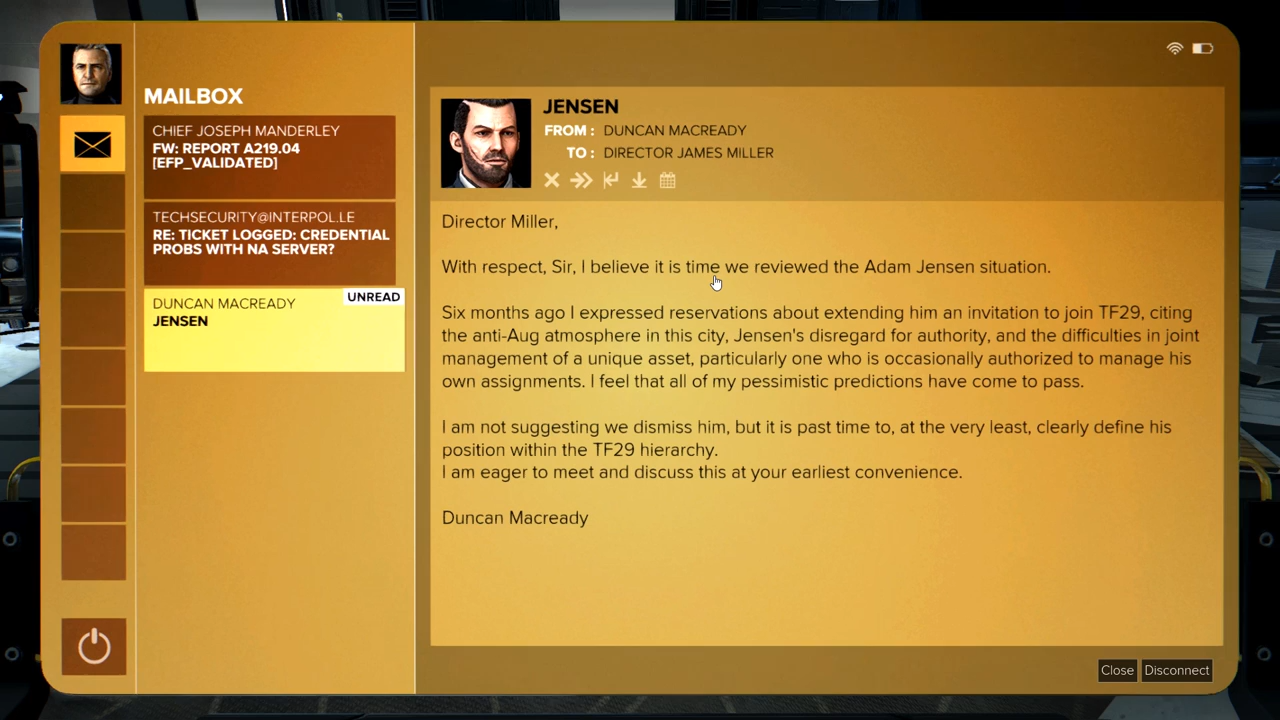 MAILBOX
CHIEF JOSEPH MANDERLEY
FW: REPORT A219.04
[EFP_VALIDATED]
TECHSECURITY@INTERPOL.LE
RE: TICKET LOGGED: CREDENTIAL
PROBS WITH NA SERVER?
DUNCAN MACREADY
UNREAD
JENSEN
JENSEN
FROM : DUNCAN MACREADY
TO : DIRECTOR JAMES MILLER
Director Miller,
With respect, Sir, I believe it is time we reviewed the Adam Jensen situation.
Six months ago I expressed reservations about extending him an invitation to join TF29, citing
the anti-Aug atmosphere in this city, Jensen's disregard for authority, and the difficulties in joint
management of a unique asset, particularly one who is occasionally authorized to manage his
own assignments. I feel that all of my pessimistic predictions have come to pass.
I am not suggesting we dismiss him, but it is past time to, at the very least, clearly define his
position within the TF29 hierarchy.
I am eager to meet and discuss this at your earliest convenience.
Duncan Macready
Close
Disconnect